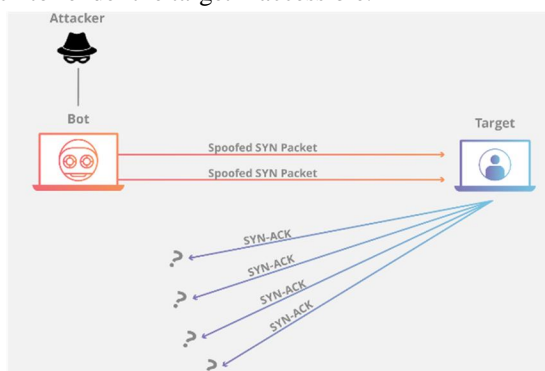 Attacker
Bot
Target
Spoofed SYN Packet
Spoofed SYN Packet
SYN-ACK
?
SYN-ACK
?
SYN-ACK
?
SYN-ACK
?